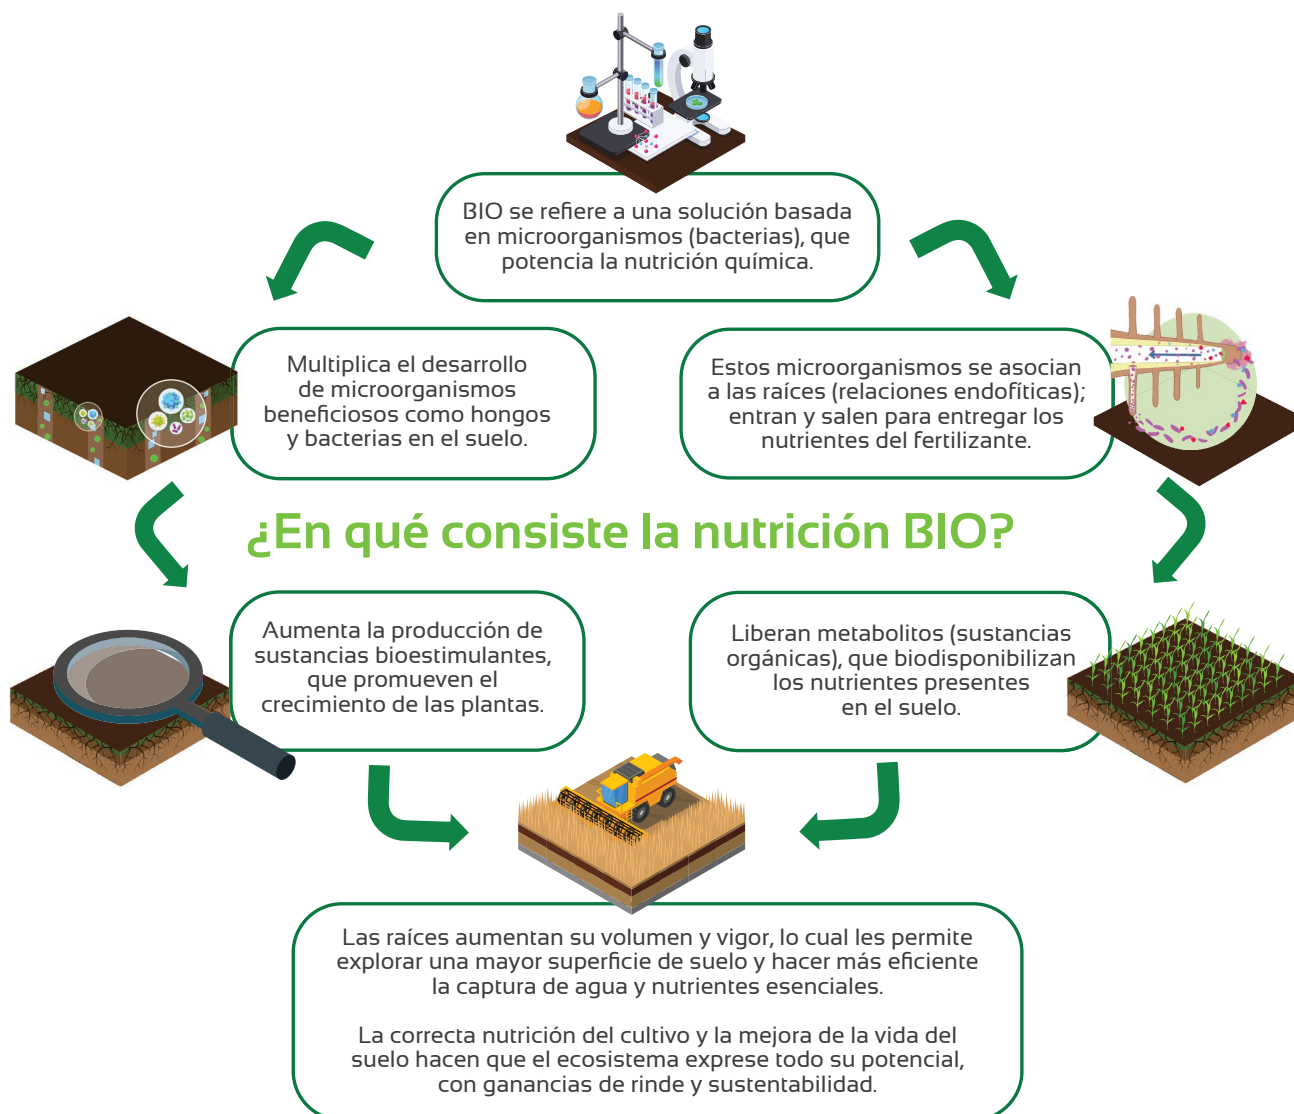 BIO se refiere a una solución basada
en microorganismos (bacterias), que
potencia la nutrición química.
Multiplica el desarrollo
de microorganismos
beneficiosos como hongos
y bacterias en el suelo.
Estos microorganismos se asocian
a las raíces (relaciones endofíticas);
entran y salen para entregar los
nutrientes del fertilizante.
¿En qué consiste la nutrición BIO?
Aumenta la producción de
sustancias bioestimulantes,
que promueven el
crecimiento de las plantas.
Liberan metabolitos (sustancias
orgánicas), que biodisponibilizan
los nutrientes presentes
en el suelo.
Las raíces aumentan su volumen y vigor, lo cual les permite
explorar una mayor superficie de suelo y hacer más eficiente
la captura de agua y nutrientes esenciales.
La correcta nutrición del cultivo y la mejora de la vida del
suelo hacen que el ecosistema exprese todo su potencial,
con ganancias de rinde y sustentabilidad.